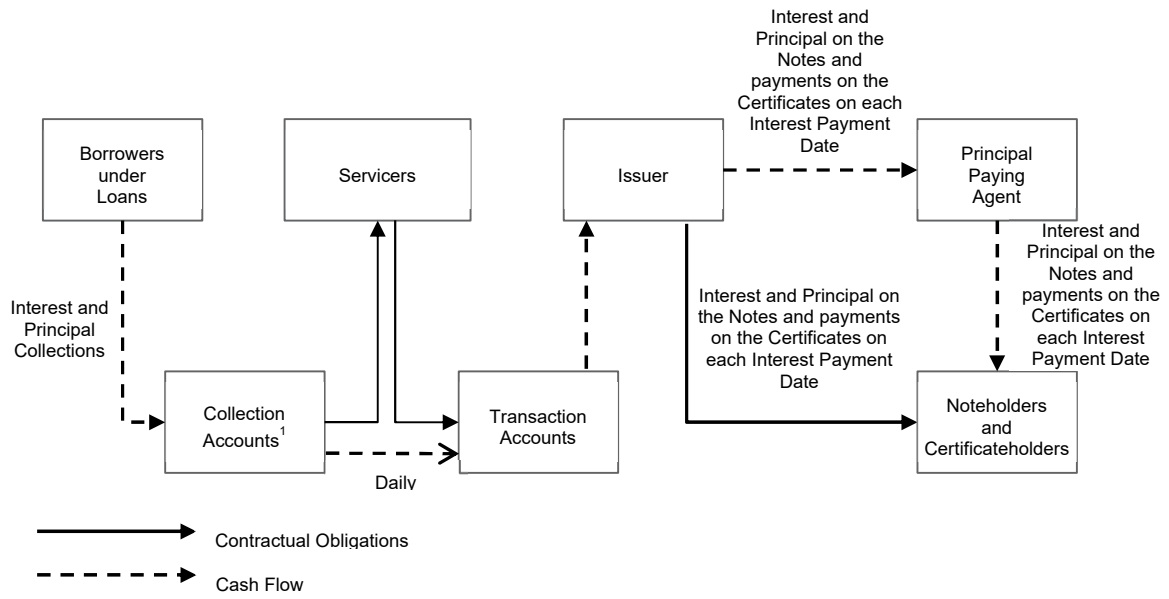 Interest and
Principal on the
Notes and
payments on the
Certificates on each
Interest Payment
Date
Borrowers
under
Loans
Servicers
Issuer
Principal
Paying
Agent
Interest and
Principal
Collections
Interest and Principal on
the Notes and payments
on the Certificates on
each Interest Payment
Date
Interest and
Principal on the
Notes and
payments on the
Certificates on
each Interest
Payment Date
Collection
Accounts1
Transaction
Accounts
Noteholders
and
Certificateholders
Daily
Contractual Obligations
Cash Flow